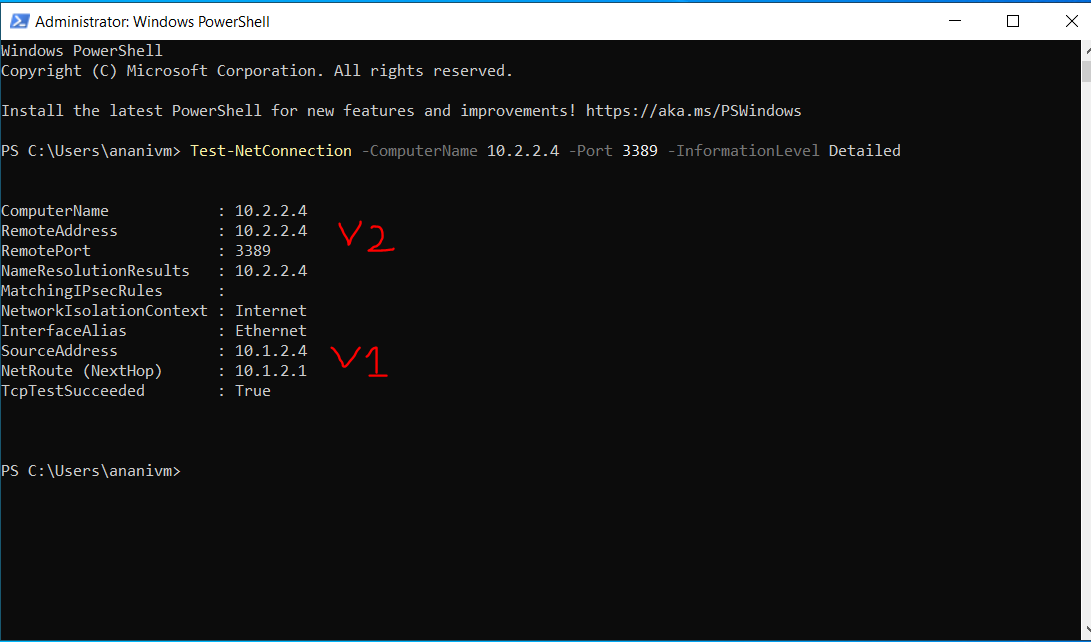 Administrator: Windows PowerShell
Windows PowerShell
Copyright (C) Microsoft Corporation. All rights reserved.
Install the latest PowerShell for new features and improvements! https://aka.ms/PSWindows
PS C:\Users\ananivm> Test-NetConnection -ComputerName 10.2.2.4 -Port 3389 -InformationLevel Detailed
ComputerName : 10.2.2.4
RemoteAddress : 10.2.2.4
V2
RemotePort : 3389
NameResolutionResults : 10.2.2.4
MatchingIPsecRules :
NetworkIsolationContext : Internet
InterfaceAlias : Ethernet
SourceAddress : 10.1.2.4
V1
NetRoute (NextHop) : 10.1.2.1
TcpTestSucceeded : True
PS C:\Users\ananivm>